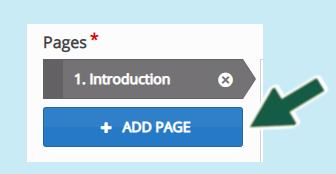 Pages *
1. Introduction
+ ADD PAGE